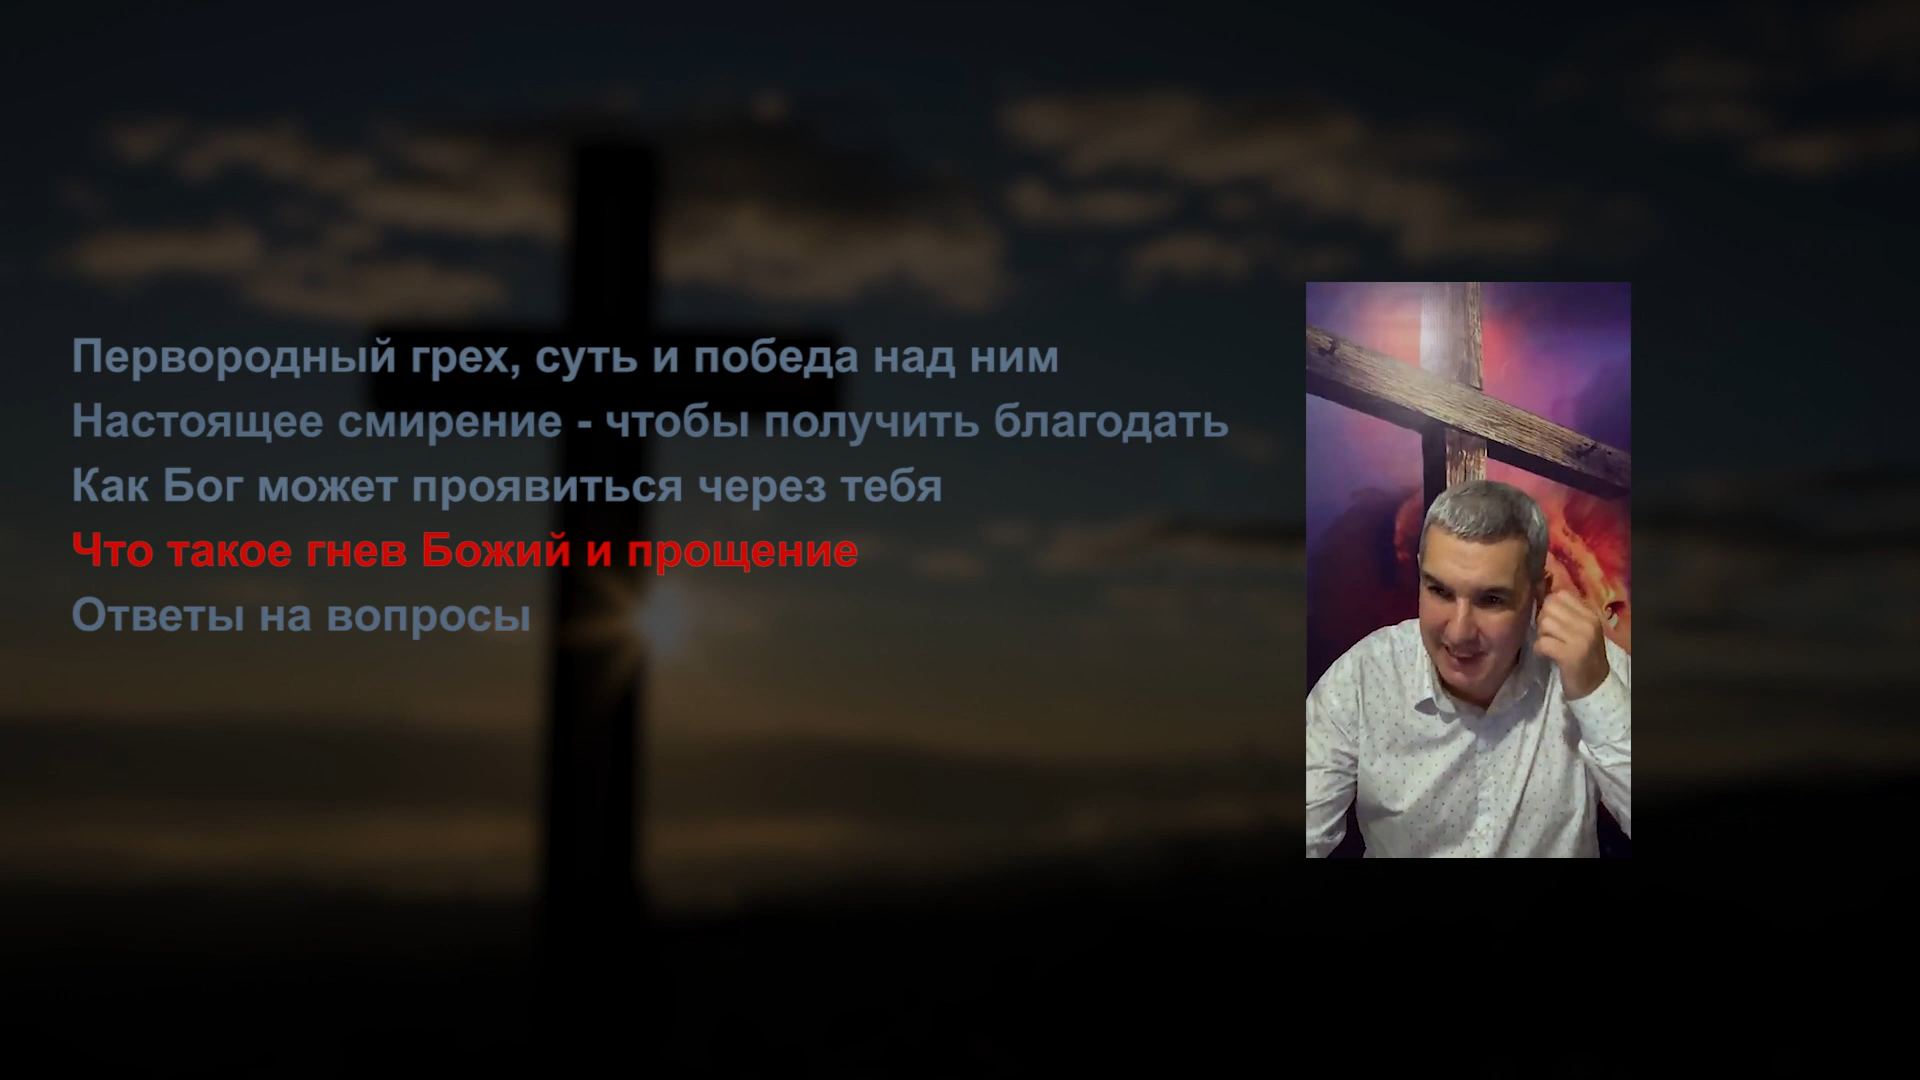 Первородный грех, суть и победа над ним
Настоящее смирение - чтобы получить благодать
Как Бог может проявиться через тебя
Что такое гнев Божий и прощение
Ответы на вопросы